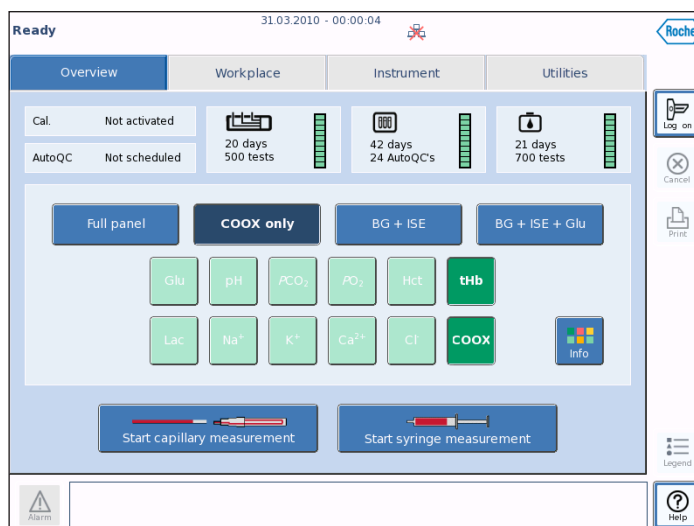 Ready
31.03.2010 - 00:00:04
Roche
Overview
Workplace
Instrument
Utilities
Log on
Cal. Not activated
AutoQC Not scheduled
20 days
500 tests
42 days
24 AutoQC's
21 days
700 tests
Cancel
Print
Full panel
COOX only
BG + ISE
BG + ISE + Glu
Glu
pH
PCO₂
PO₂
Hct
tHb
Lac
Na⁺
K⁺
Ca²⁺
Cl⁻
COOX
Info
Start capillary measurement
Start syringe measurement
Legend
Alarm
Help